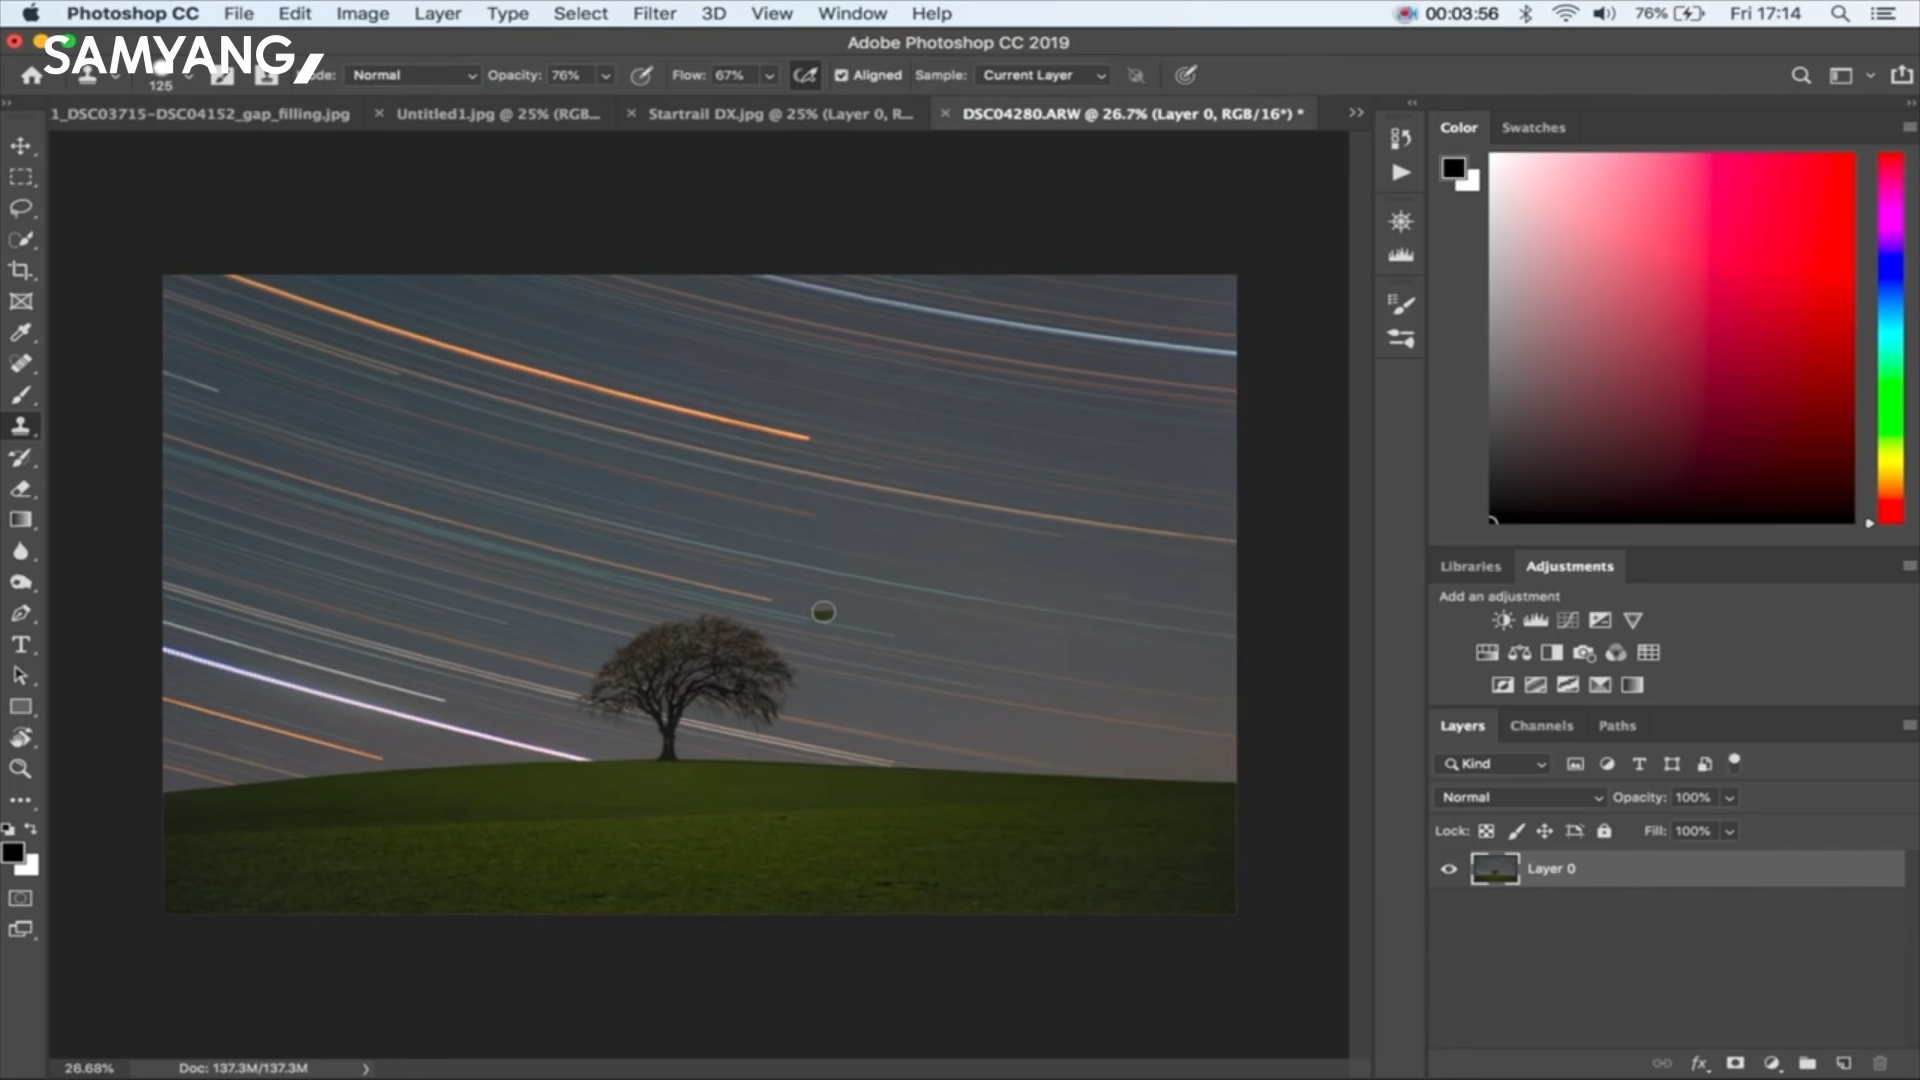 Photoshop CC File Edit Image Layer Type Select Filter 3D View Window Help 00:03:56 76% Fri 17:14
Adobe Photoshop CC 2019
SAMYANG
125 Normal Opacity: 76% Flow: 67% Aligned Sample: Current Layer
1_DSC03715-DSC04152_gap_filling.jpg × Untitled1.jpg @ 25% (RGB... × Startrail DX.jpg @ 25% (Layer 0, R... × DSC04280.ARW @ 26.7% (Layer 0, RGB/16*) *
Color Swatches
Libraries Adjustments
Add an adjustment
Layers Channels Paths
Kind
Normal Opacity: 100%
Lock: Fill: 100%
Layer 0
26.68% Doc: 137.3M/137.3M